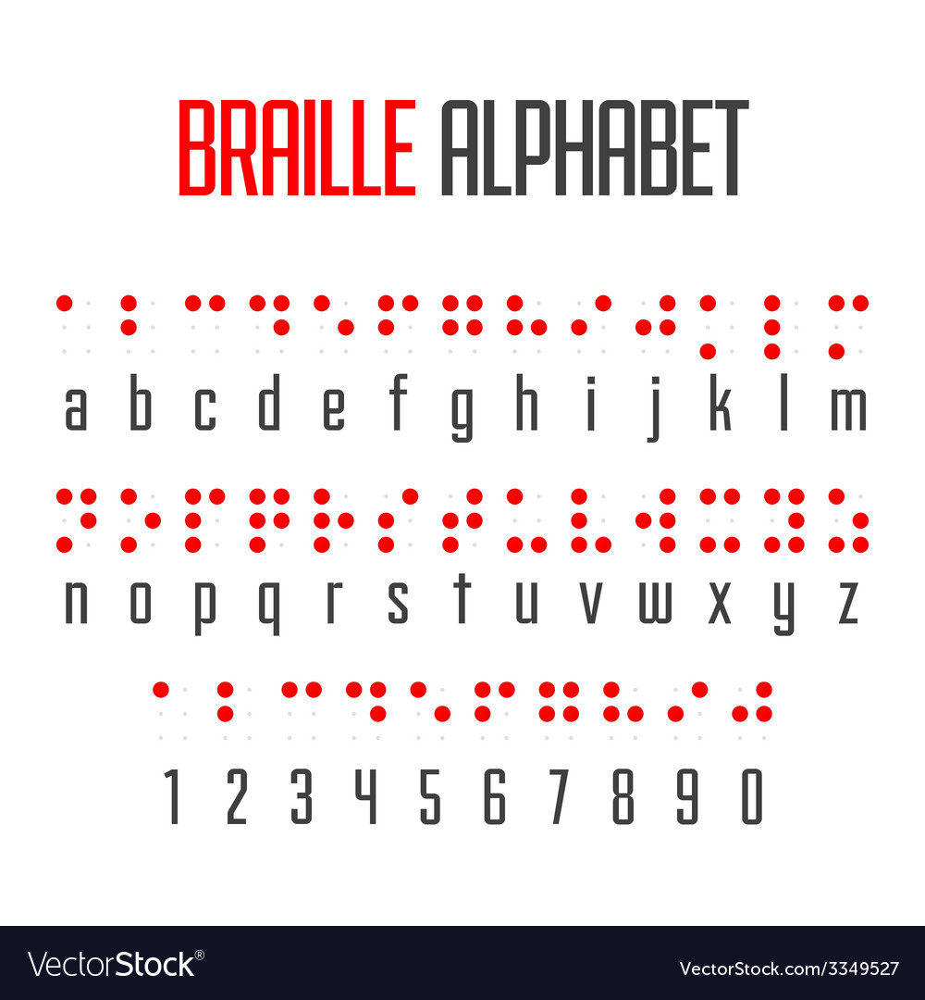 BRAILLE ALPHABET
⠁ ⠃ ⠉ ⠙ ⠑ ⠋ ⠛ ⠓ ⠊ ⠚ ⠅ ⠇ ⠍
a b c d e f g h i j k l m
⠝ ⠕ ⠏ ⠟ ⠗ ⠎ ⠞ ⠥ ⠧ ⠺ ⠭ ⠽ ⠵
n o p q r s t u v w x y z
⠁ ⠃ ⠉ ⠙ ⠑ ⠋ ⠛ ⠓ ⠊ ⠚
1 2 3 4 5 6 7 8 9 0
VectorStock® VectorStock.com/3349527